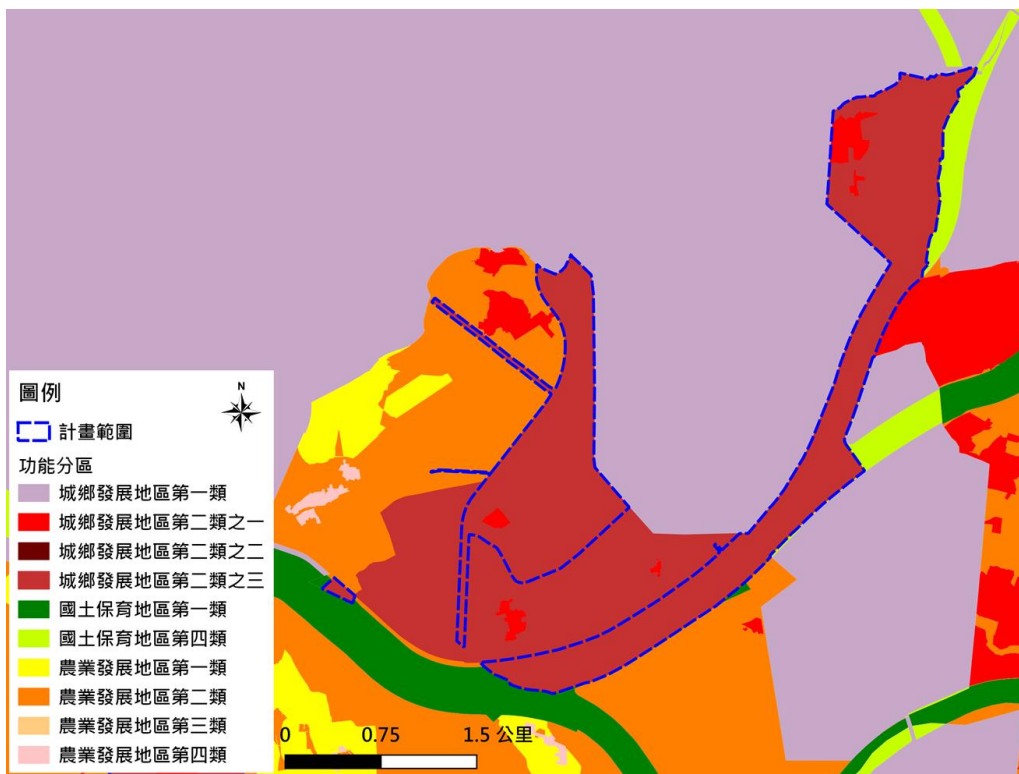 圖例
N
計畫範圍
功能分區
城鄉發展地區第一類
城鄉發展地區第二類之一
城鄉發展地區第二類之二
城鄉發展地區第二類之三
國土保育地區第一類
國土保育地區第四類
農業發展地區第一類
農業發展地區第二類
農業發展地區第三類
農業發展地區第四類
0 0.75 1.5 公里